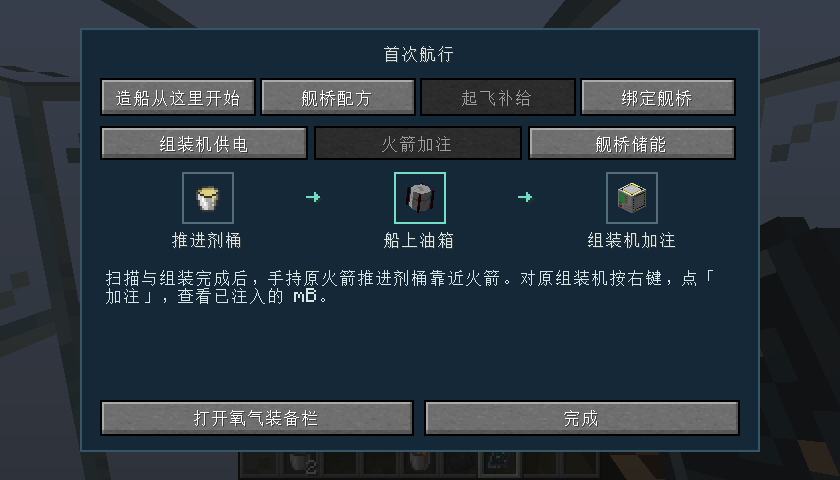 首次航行
造船从这里开始
舰桥配方
起飞补给
绑定舰桥
组装机供电
火箭加注
舰桥储能
推进剂桶
船上油箱
组装机加注
扫描与组装完成后，手持原火箭推进剂桶靠近火箭。对原组装机按右键，点「
加注」，查看已注入的 mB。
打开氧气装备栏
完成
2